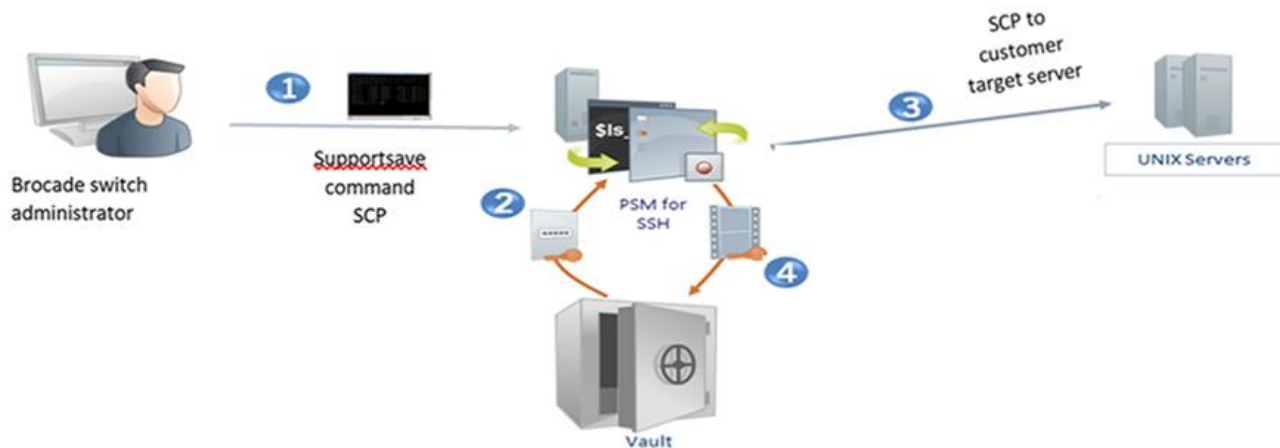 SCP to
customer
target server
1
3
$ls_
Supportsave
command
SCP
UNIX Servers
Brocade switch
administrator
2
PSM for
SSH
*****
4
Vault